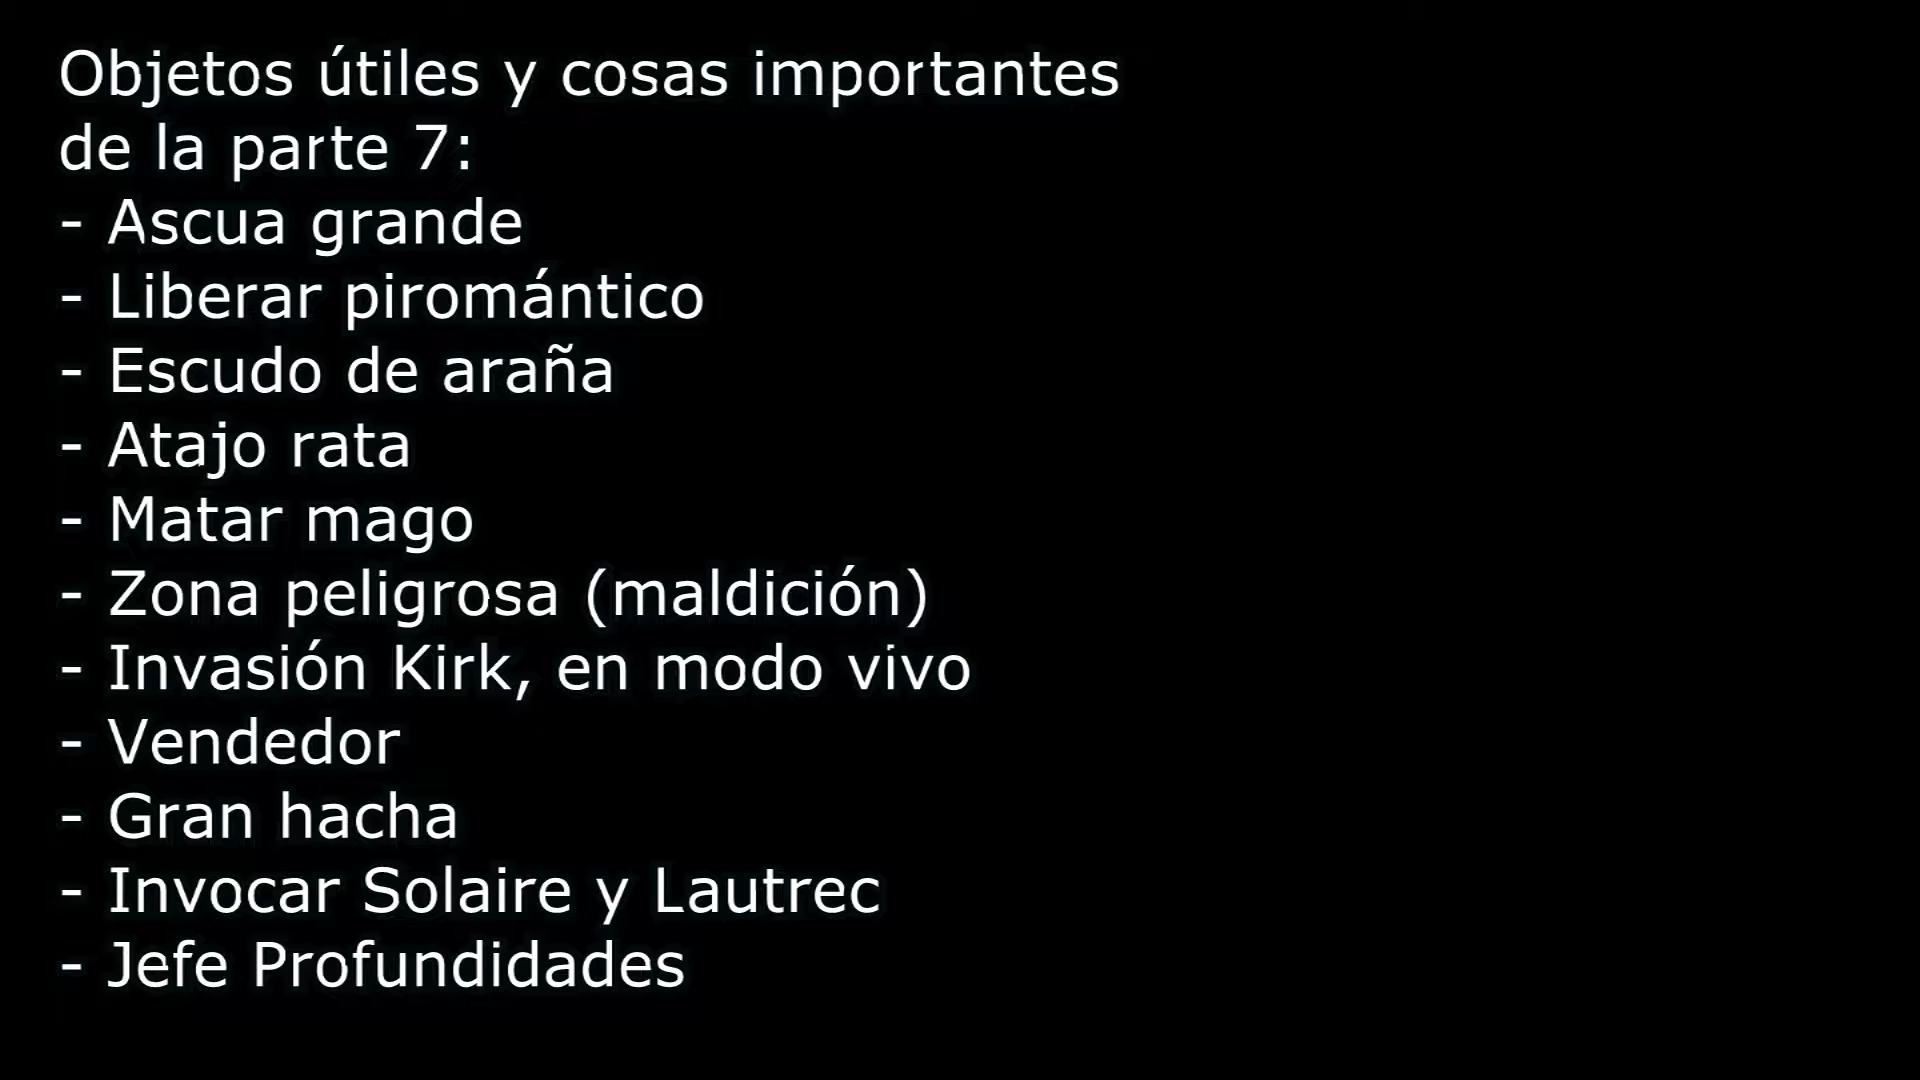 Objetos útiles y cosas importantes
de la parte 7:
- Ascua grande
- Liberar piromántico
- Escudo de araña
- Atajo rata
- Matar mago
- Zona peligrosa (maldición)
- Invasión Kirk, en modo vivo
- Vendedor
- Gran hacha
- Invocar Solaire y Lautrec
- Jefe Profundidades